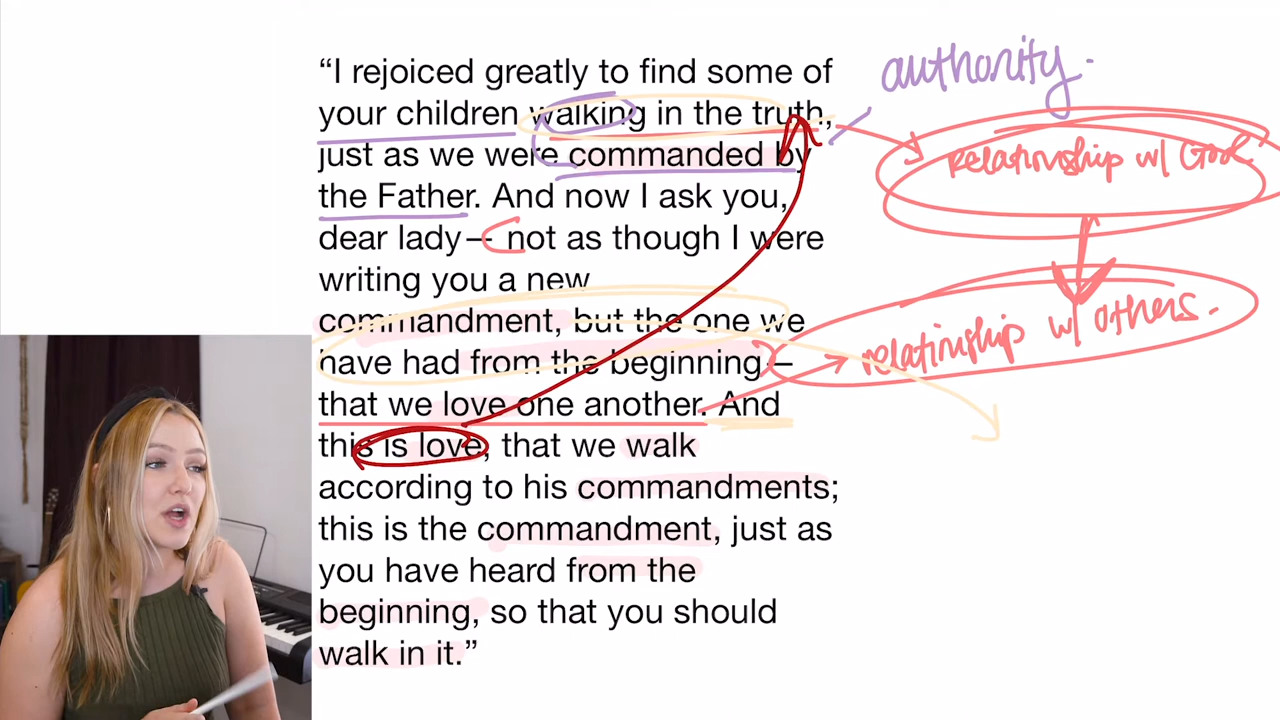 “I rejoiced greatly to find some of
your children walking in the truth,
just as we were commanded by
the Father. And now I ask you,
dear lady— not as though I were
writing you a new
commandment, but the one we
have had from the beginning—
that we love one another. And
this is love, that we walk
according to his commandments;
this is the commandment, just as
you have heard from the
beginning, so that you should
walk in it.”
authority.
relationship w/ God.
relatinship w/ others.